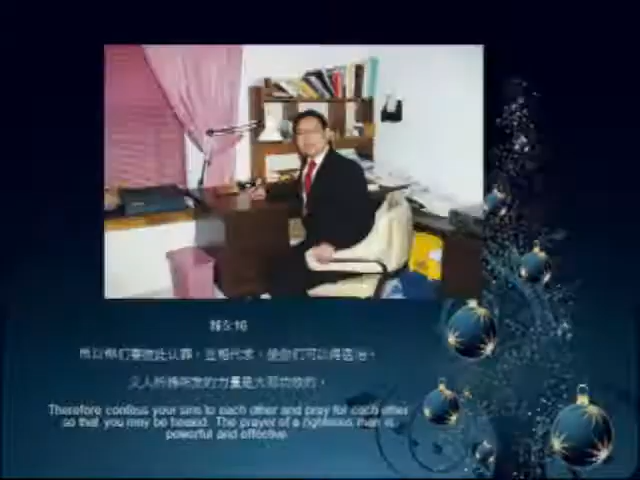 雅5:16
所以你们要彼此认罪，互相代求，使你们可以得医治。
义人祈祷所发的力量是大有功效的。
Therefore confess your sins to each other and pray for each other
so that you may be healed. The prayer of a righteous man is
powerful and effective.